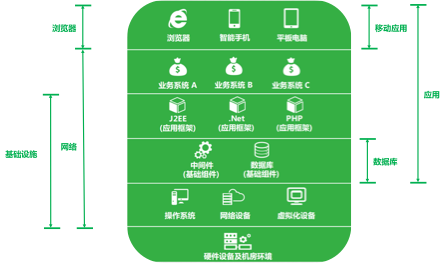 浏览器
智能手机
平板电脑
业务系统 A
业务系统 B
业务系统 C
J2EE
(应用框架)
.Net
(应用框架)
PHP
(应用框架)
中间件
(基础组件)
数据库
(基础组件)
操作系统
网络设备
虚拟化设备
硬件设备及机房环境
浏览器
网络
基础设施
移动应用
应用
数据库